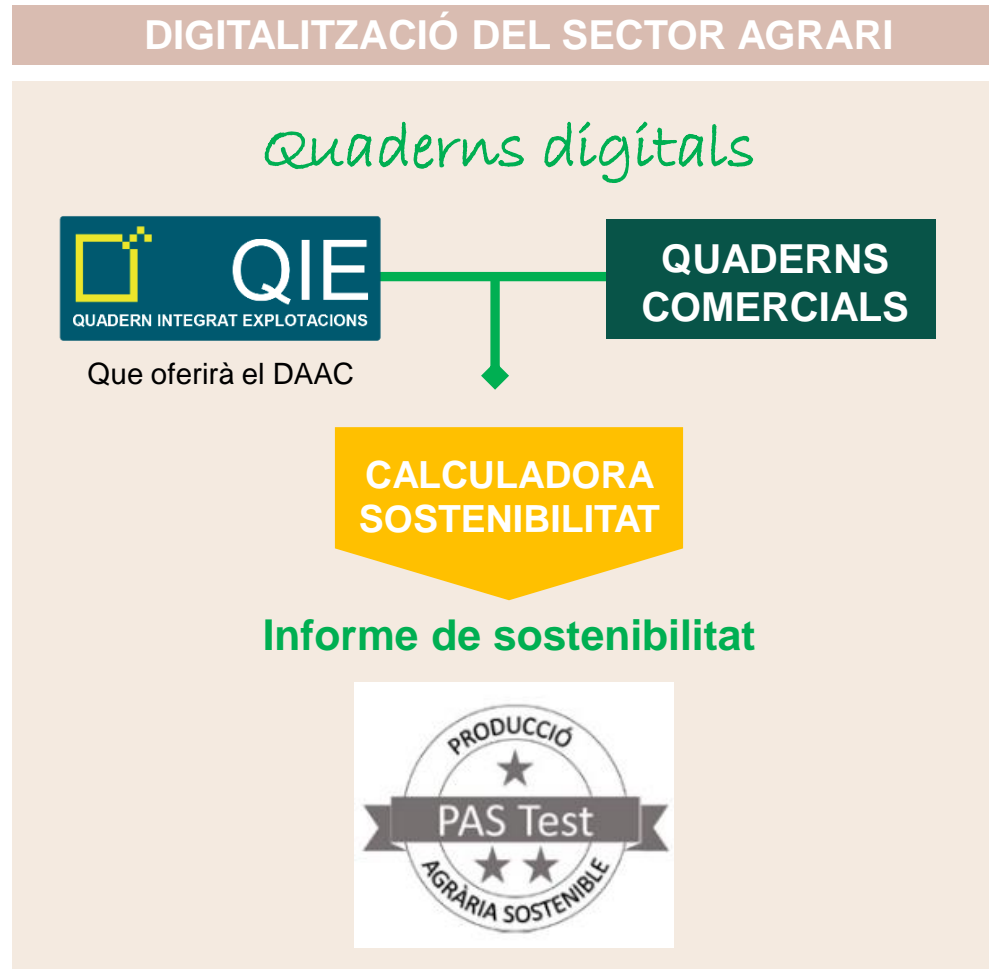 DIGITALITZACIÓ DEL SECTOR AGRARI
Quaderns digitals
QIE
QUADERN INTEGRAT EXPLOTACIONS
QUADERNS
COMERCIALS
Que oferirà el DAAC
CALCULADORA
SOSTENIBILITAT
Informe de sostenibilitat
PRODUCCIÓ
PAS Test
AGRÀRIA SOSTENIBLE